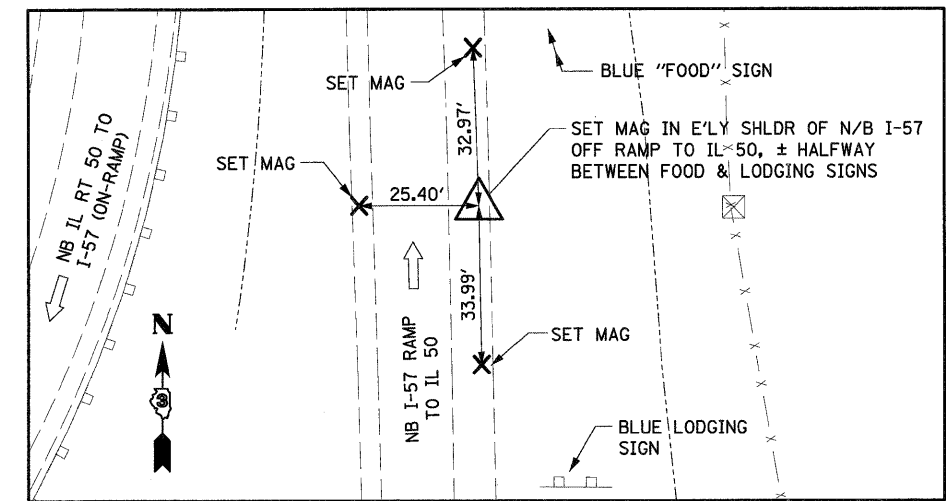 SET MAG
BLUE "FOOD" SIGN
SET MAG IN E'LY SHLDR OF N/B I-57
OFF RAMP TO IL 50, ± HALFWAY
BETWEEN FOOD & LODGING SIGNS
SET MAG
32.97'
25.40'
33.99'
NB IL RT 50 TO
I-57 (ON-RAMP)
N
3
NB I-57 RAMP
TO IL 50
SET MAG
BLUE LODGING
SIGN